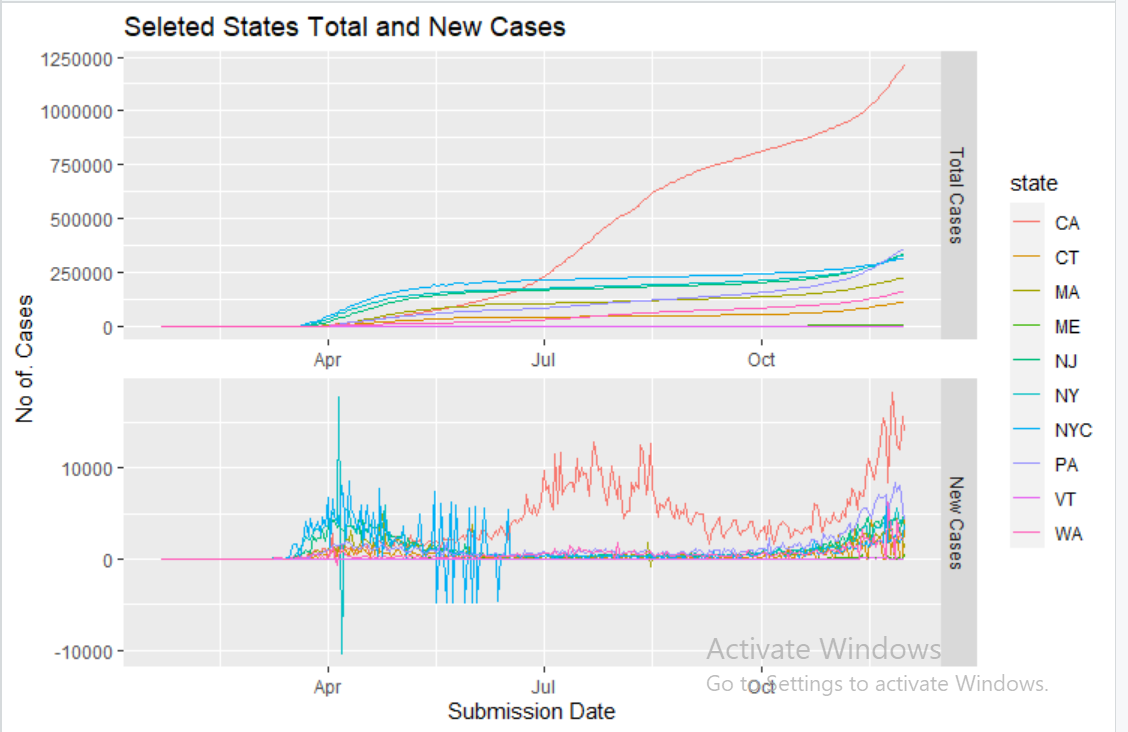 Seleted States Total and New Cases
1250000
1000000
750000
500000
250000
0
Total Cases
Apr Jul Oct
No of. Cases
10000
0
-10000
New Cases
Apr Jul Oct
Submission Date
state
CA
CT
MA
ME
NJ
NY
NYC
PA
VT
WA
Activate Windows
Go to Settings to activate Windows.